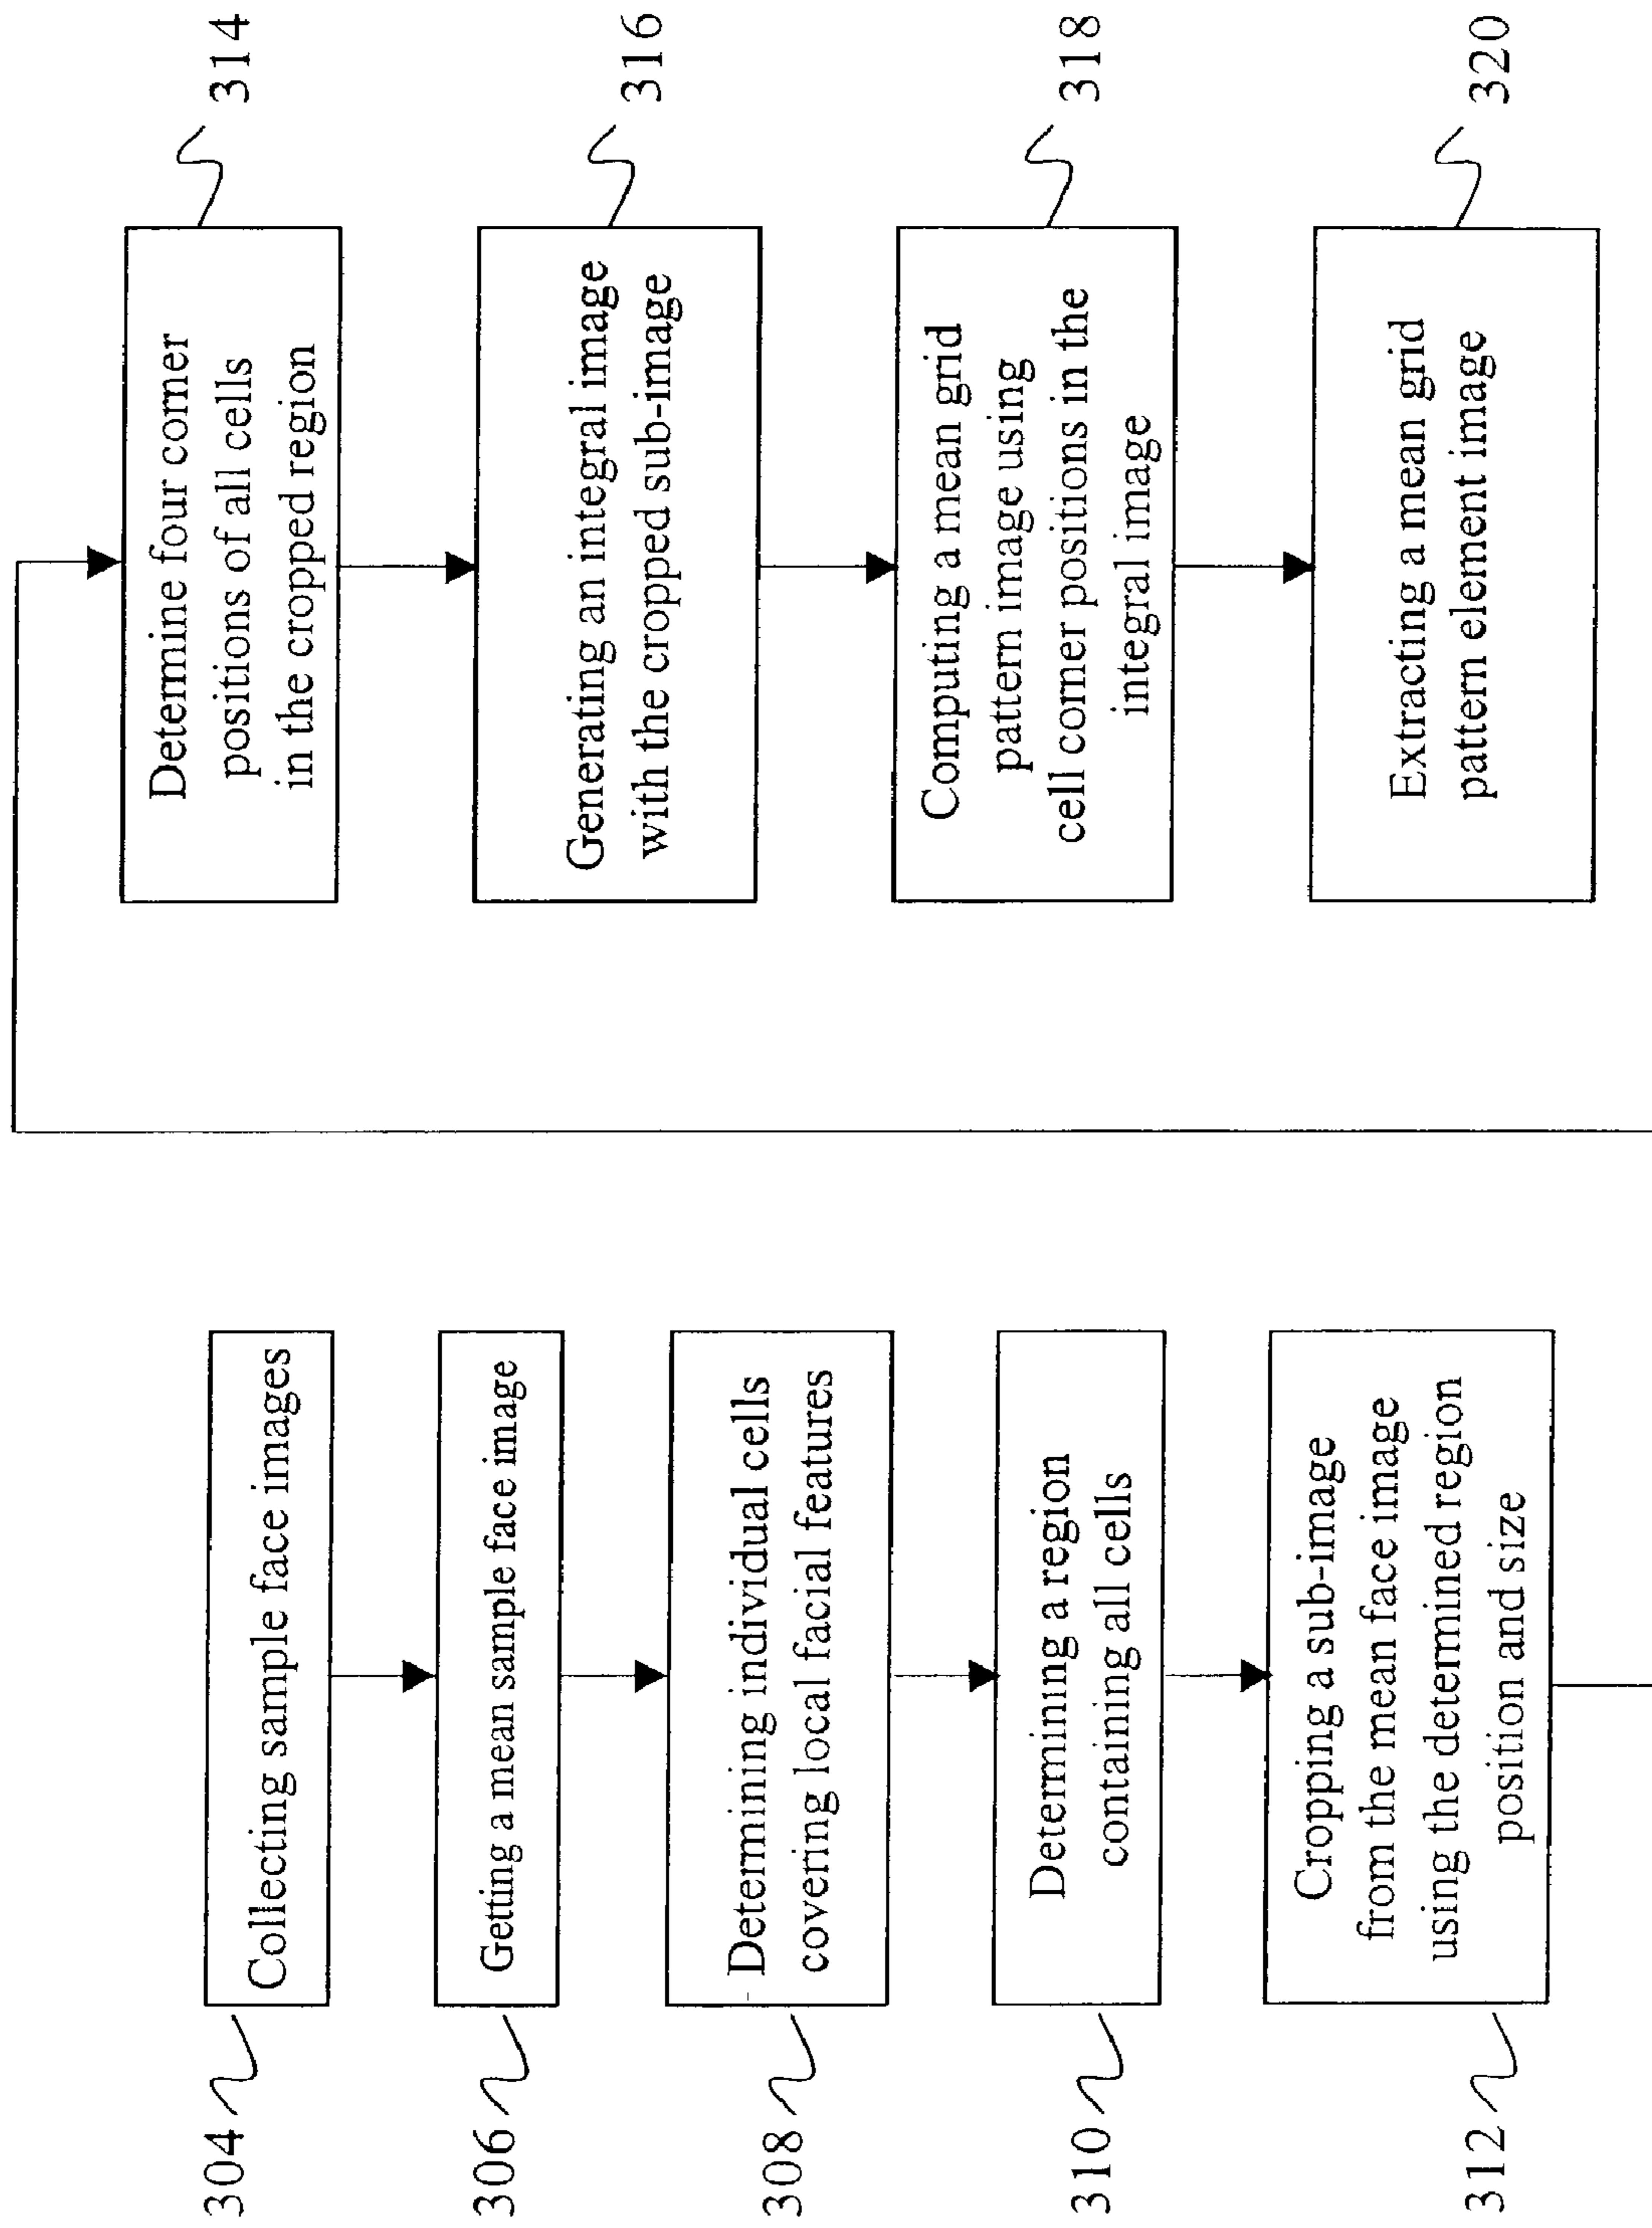 304
Collecting sample face images
306
Getting a mean sample face image
308
Determining individual cells
covering local facial features
310
Determining a region
containing all cells
312
Cropping a sub-image
from the mean face image
using the determined region
position and size
Determine four corner
positions of all cells
in the cropped region
314
Generating an integral image
with the cropped sub-image
316
Computing a mean grid
pattern image using
cell corner positions in the
integral image
318
Extracting a mean grid
pattern element image
320